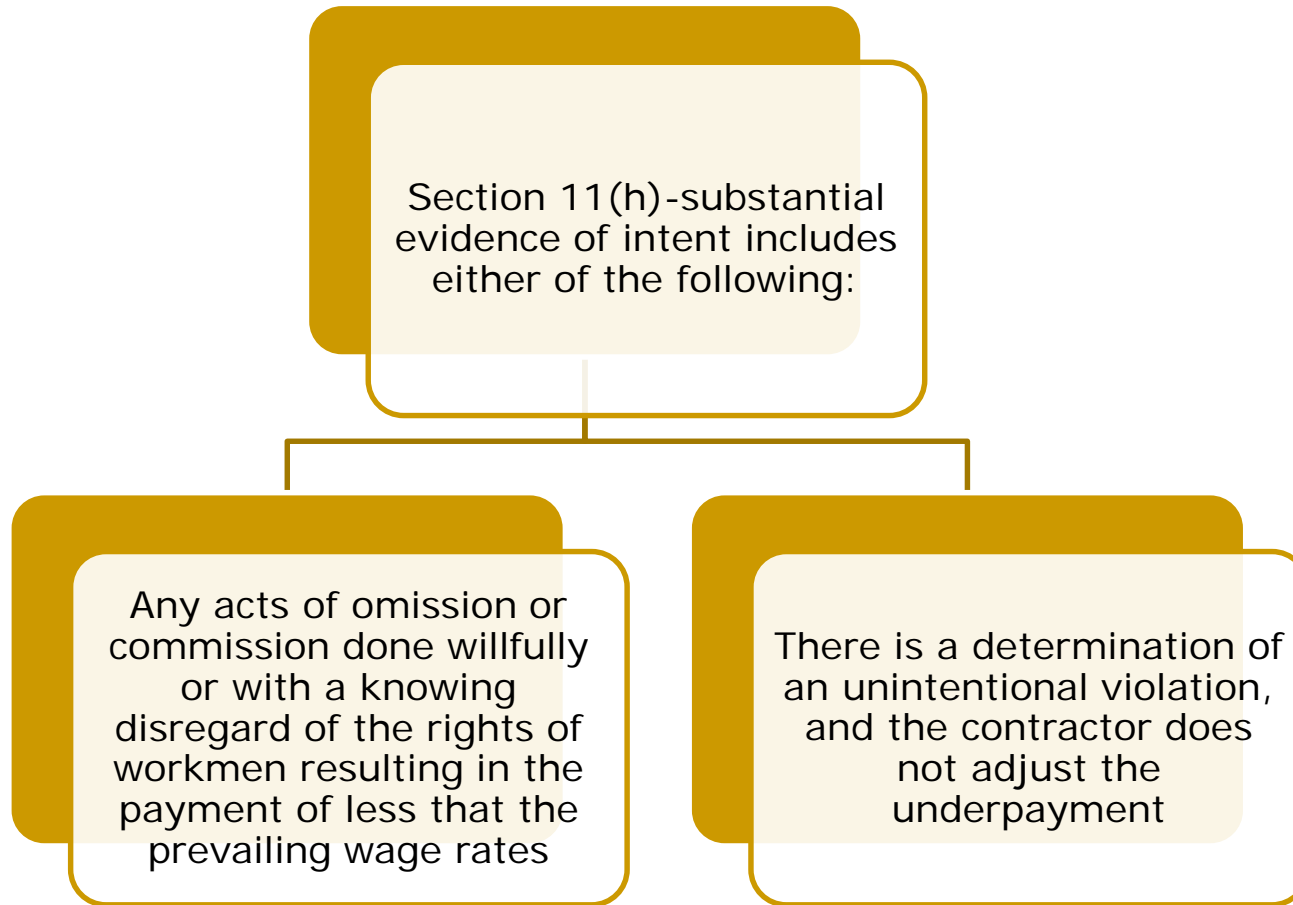 Section 11(h)-substantial
evidence of intent includes
either of the following:
Any acts of omission or
commission done willfully
or with a knowing
disregard of the rights of
workmen resulting in the
payment of less that the
prevailing wage rates
There is a determination of
an unintentional violation,
and the contractor does
not adjust the
underpayment